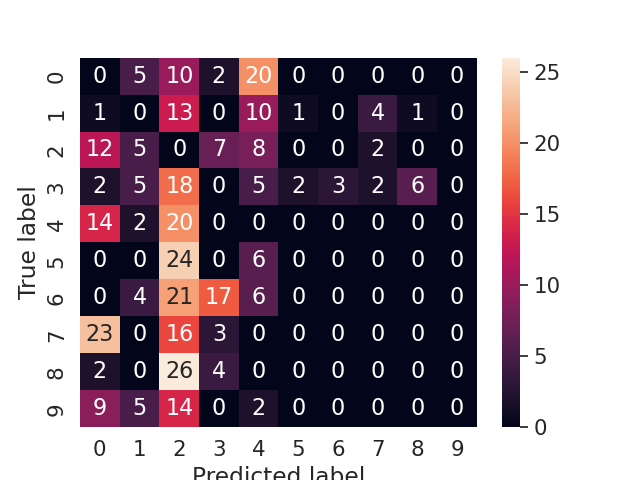 0 0 5 10 2 20 0 0 0 0 0
1 1 0 13 0 10 1 0 4 1 0
2 12 5 0 7 8 0 0 2 0 0
3 2 5 18 0 5 2 3 2 6 0
4 14 2 20 0 0 0 0 0 0 0
5 0 0 24 0 6 0 0 0 0 0
6 0 4 21 17 6 0 0 0 0 0
7 23 0 16 3 0 0 0 0 0 0
8 2 0 26 4 0 0 0 0 0 0
9 9 5 14 0 2 0 0 0 0 0
0 1 2 3 4 5 6 7 8 9
Predicted label
True label
25
20
15
10
5
0